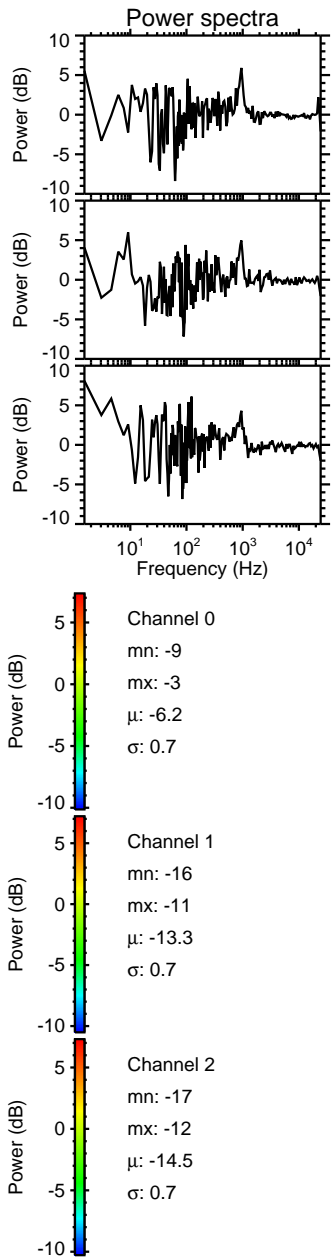 Power spectra
10
5
0
-5
-10
Power (dB)
10
5
0
-5
-10
Power (dB)
10
5
0
-5
-10
Power (dB)
10¹ 10² 10³ 10⁴
Frequency (Hz)
5
0
-5
-10
Power (dB)
Channel 0
mn: -9
mx: -3
μ: -6.2
σ: 0.7
5
0
-5
-10
Power (dB)
Channel 1
mn: -16
mx: -11
μ: -13.3
σ: 0.7
5
0
-5
-10
Power (dB)
Channel 2
mn: -17
mx: -12
μ: -14.5
σ: 0.7